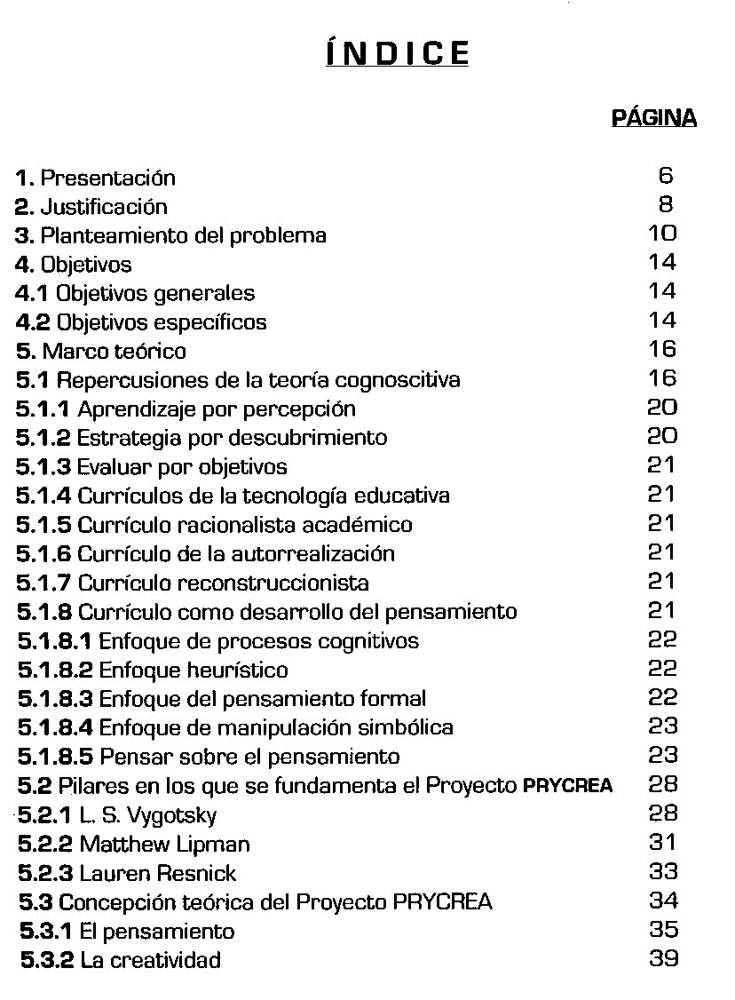 ÍNDICE
PÁGINA
1. Presentación 6
2. Justificación 8
3. Planteamiento del problema 10
4. Objetivos 14
4.1 Objetivos generales 14
4.2 Objetivos específicos 14
5. Marco teórico 16
5.1 Repercusiones de la teoría cognoscitiva 16
5.1.1 Aprendizaje por percepción 20
5.1.2 Estrategia por descubrimiento 20
5.1.3 Evaluar por objetivos 21
5.1.4 Currículos de la tecnología educativa 21
5.1.5 Currículo racionalista académico 21
5.1.6 Currículo de la autorrealización 21
5.1.7 Currículo reconstruccionista 21
5.1.8 Currículo como desarrollo del pensamiento 21
5.1.8.1 Enfoque de procesos cognitivos 22
5.1.8.2 Enfoque heurístico 22
5.1.8.3 Enfoque del pensamiento formal 22
5.1.8.4 Enfoque de manipulación simbólica 23
5.1.8.5 Pensar sobre el pensamiento 23
5.2 Pilares en los que se fundamenta el Proyecto PRYCREA 28
5.2.1 L. S. Vygotsky 28
5.2.2 Matthew Lipman 31
5.2.3 Lauren Resnick 33
5.3 Concepción teórica del Proyecto PRYCREA 34
5.3.1 El pensamiento 35
5.3.2 La creatividad 39